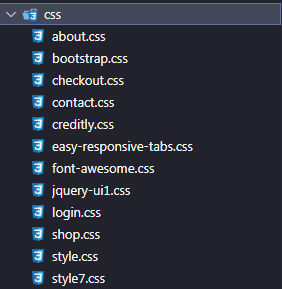 css
about.css
bootstrap.css
checkout.css
contact.css
creditly.css
easy-responsive-tabs.css
font-awesome.css
jquery-ui1.css
login.css
shop.css
style.css
style7.css